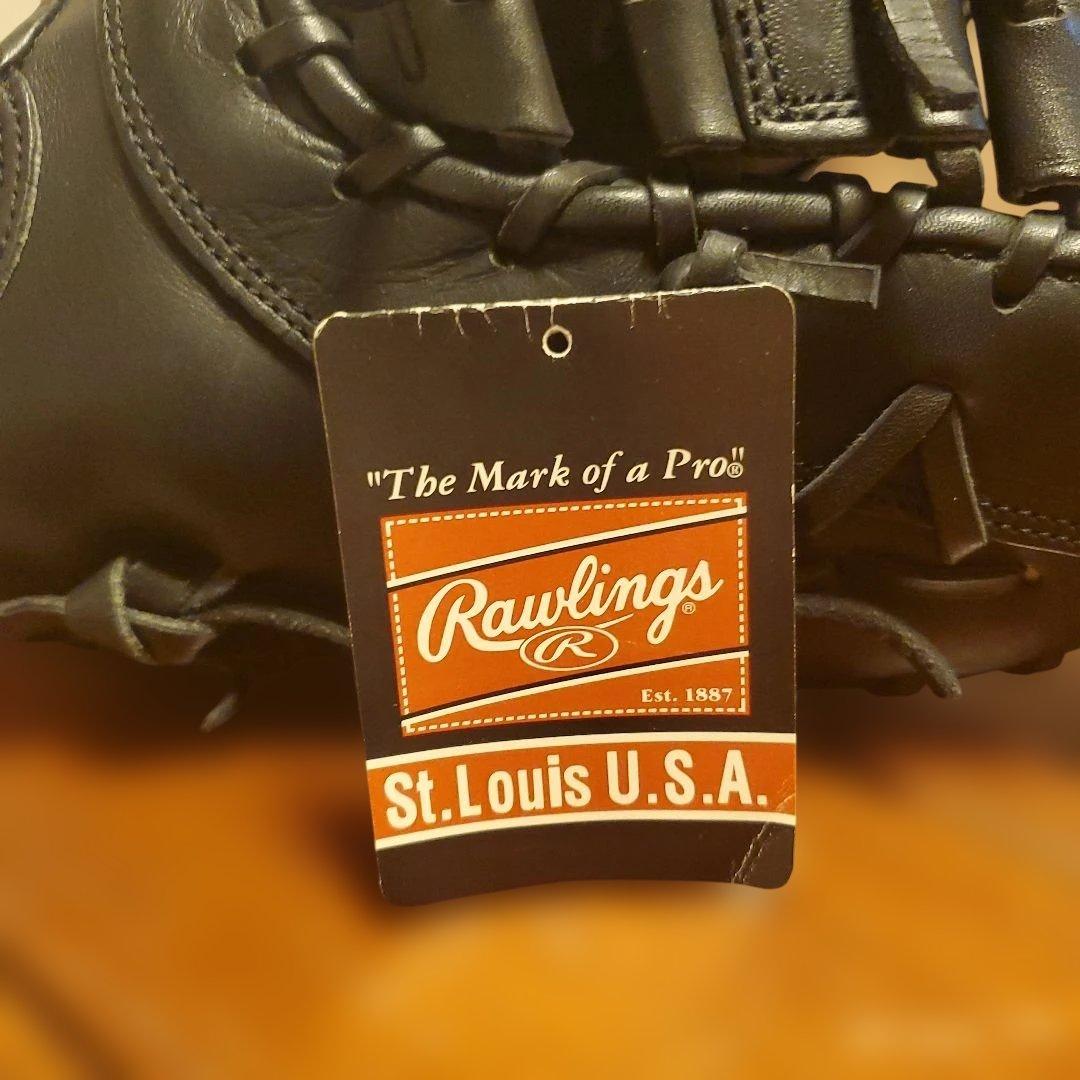 "The Mark of a Pro®"
Rawlings®
R
Est. 1887
St. Louis U.S.A.